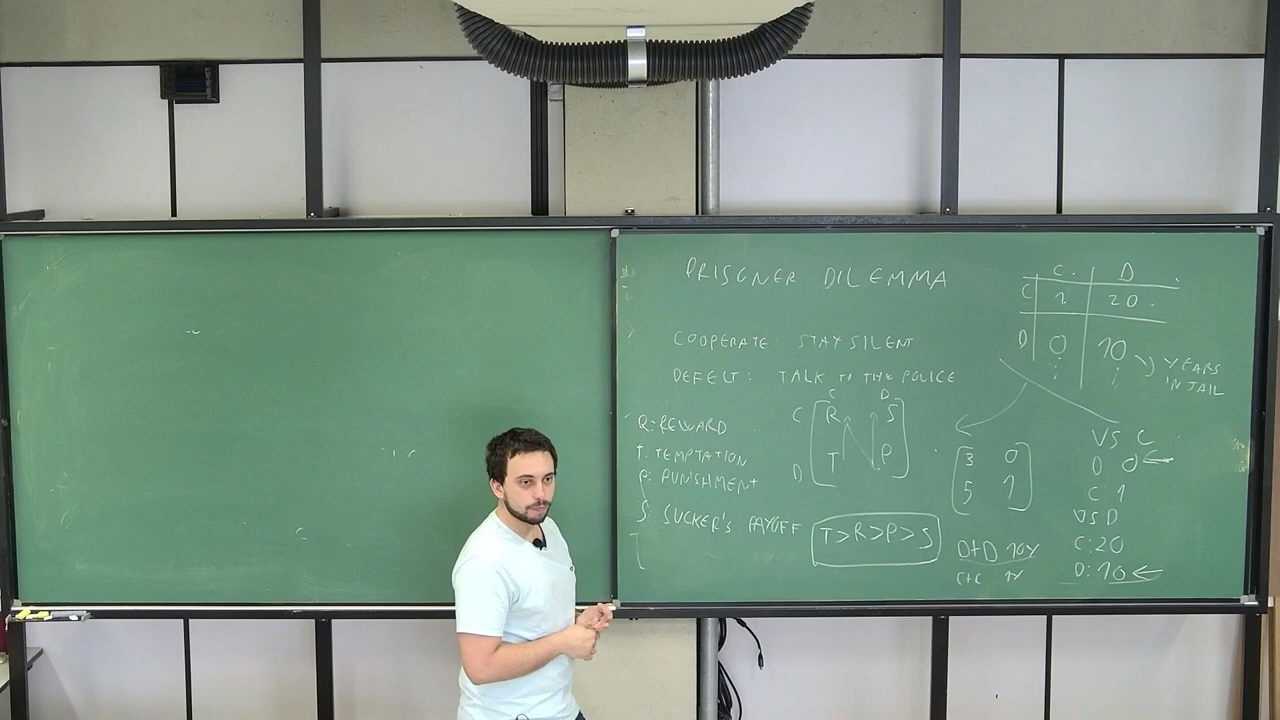 PRISONER DILEMMA
COOPERATE: STAY SILENT
DEFECT: TALK TO THE POLICE
C D
C R S
D T P
R: REWARD
T: TEMPTATION
P: PUNISHMENT
S: SUCKER'S PAYOFF
T>R>P>S
C D
C 1 20
D 0 10
YEARS
IN JAIL
3 0
5 1
D+D 10Y
C+C 1Y
VS C
D 0 ←
C 1
VS D
C: 20
D: 10 ←